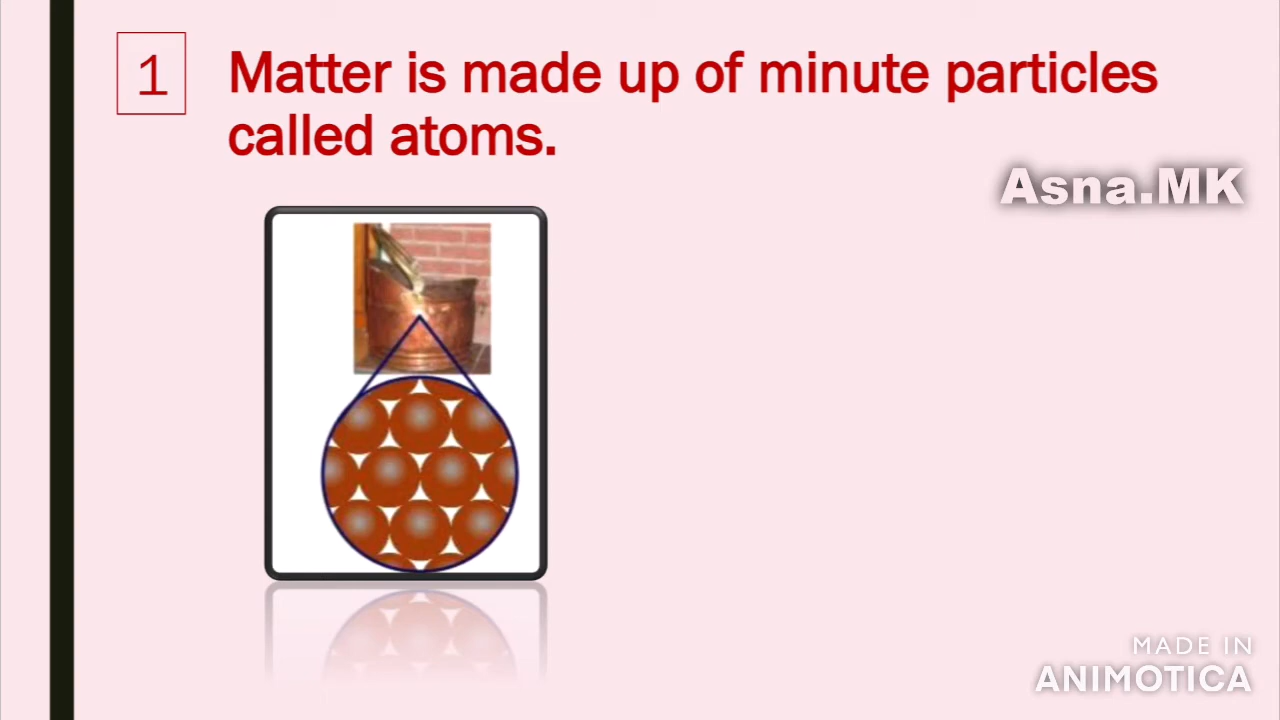 1
Matter is made up of minute particles
called atoms.
Asna.MK
MADE IN
ANIMOTICA